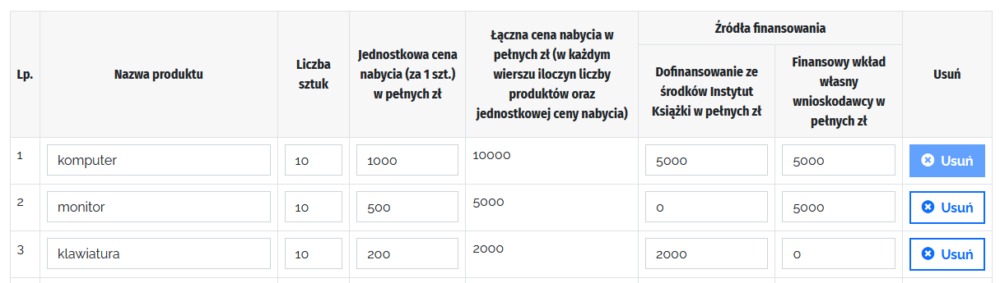 Lp.
Nazwa produktu
Liczba
sztuk
Jednostkowa cena
nabycia (za 1 szt.)
w pełnych zł
Łączna cena nabycia w
pełnych zł (w każdym
wierszu iloczyn liczby
produktów oraz
jednostkowej ceny nabycia)
Źródła finansowania
Dofinansowanie ze
środków Instytut
Książki w pełnych zł
Finansowy wkład
własny
wnioskodawcy w
pełnych zł
Usuń
1 komputer 10 1000 10000 5000 5000 Usuń
2 monitor 10 500 5000 0 5000 Usuń
3 klawiatura 10 200 2000 2000 0 Usuń